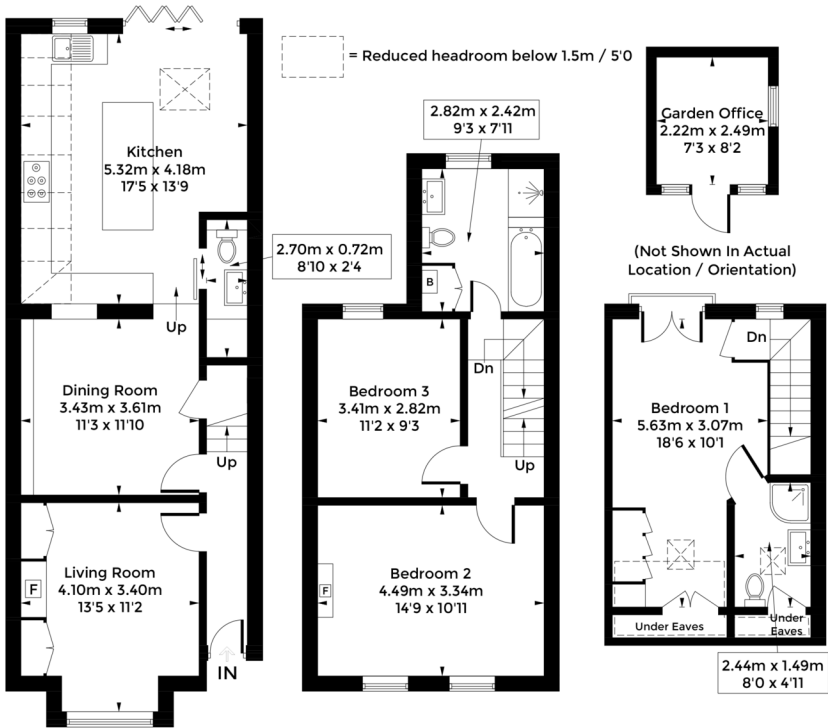 = Reduced headroom below 1.5m / 5'0
Kitchen
5.32m x 4.18m
17'5 x 13'9
2.70m x 0.72m
8'10 x 2'4
Up
Dining Room
3.43m x 3.61m
11'3 x 11'10
Up
Living Room
4.10m x 3.40m
13'5 x 11'2
F
IN
2.82m x 2.42m
9'3 x 7'11
B
Bedroom 3
3.41m x 2.82m
11'2 x 9'3
Dn
Up
Bedroom 2
4.49m x 3.34m
14'9 x 10'11
F
Garden Office
2.22m x 2.49m
7'3 x 8'2
(Not Shown In Actual
Location / Orientation)
Dn
Bedroom 1
5.63m x 3.07m
18'6 x 10'1
Under Eaves
Under
Eaves
2.44m x 1.49m
8'0 x 4'11